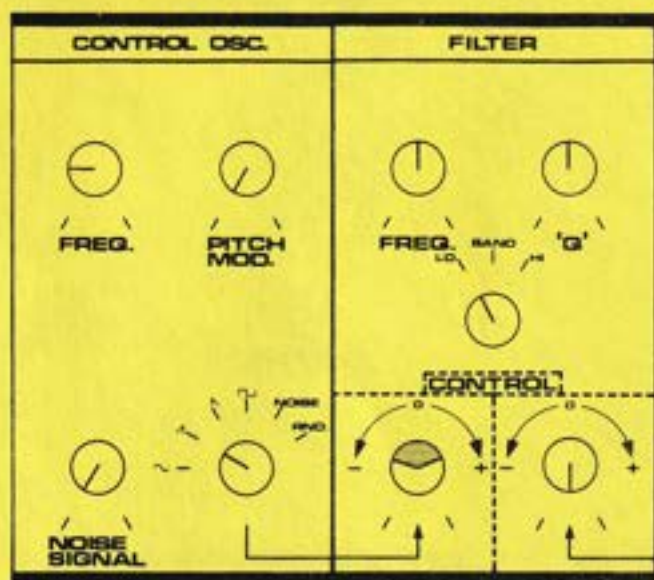 CONTROL OSC.
FILTER
FREQ.
PITCH
MOD.
FREQ.
'Q'
LO
BAND
HI
NOISE
RND
CONTROL
0
- +
0
- +
NOISE
SIGNAL